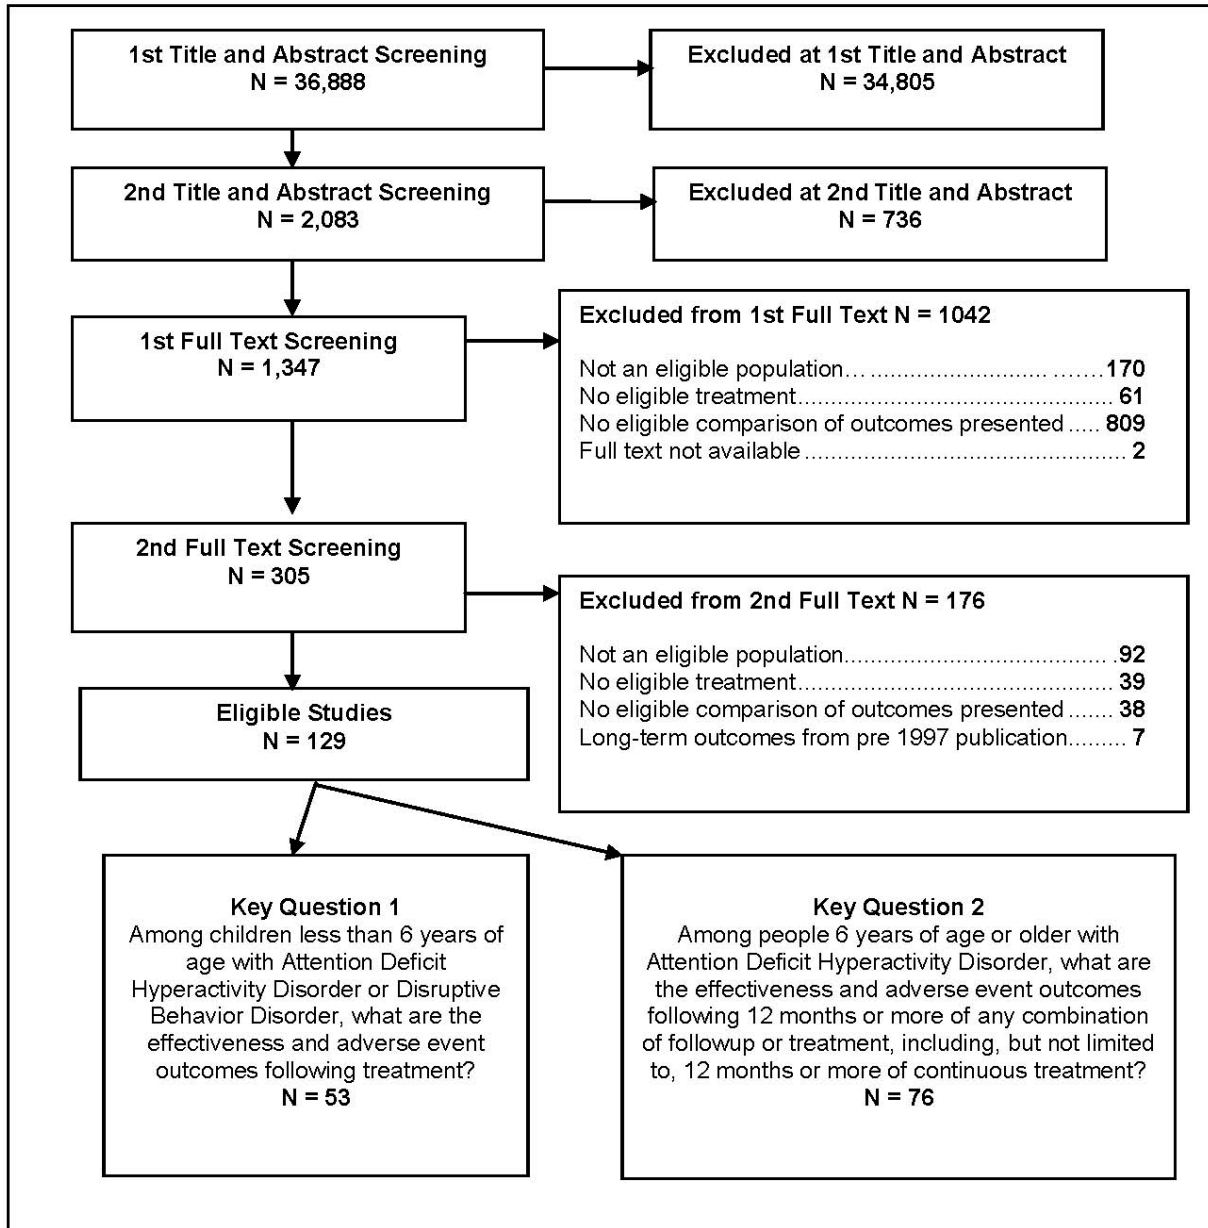 1st Title and Abstract Screening
N = 36,888
Excluded at 1st Title and Abstract
N = 34,805
2nd Title and Abstract Screening
N = 2,083
Excluded at 2nd Title and Abstract
N = 736
1st Full Text Screening
N = 1,347
Excluded from 1st Full Text N = 1042
Not an eligible population… ………………………… …….170
No eligible treatment....................................................... 61
No eligible comparison of outcomes presented ..... 809
Full text not available ....................................................... 2
2nd Full Text Screening
N = 305
Excluded from 2nd Full Text N = 176
Not an eligible population............................................ .92
No eligible treatment....................................................... 39
No eligible comparison of outcomes presented ....... 38
Long-term outcomes from pre 1997 publication......... 7
Eligible Studies
N = 129
Key Question 1
Among children less than 6 years of
age with Attention Deficit
Hyperactivity Disorder or Disruptive
Behavior Disorder, what are the
effectiveness and adverse event
outcomes following treatment?
N = 53
Key Question 2
Among people 6 years of age or older with
Attention Deficit Hyperactivity Disorder, what are
the effectiveness and adverse event outcomes
following 12 months or more of any combination
of followup or treatment, including, but not limited
to, 12 months or more of continuous treatment?
N = 76